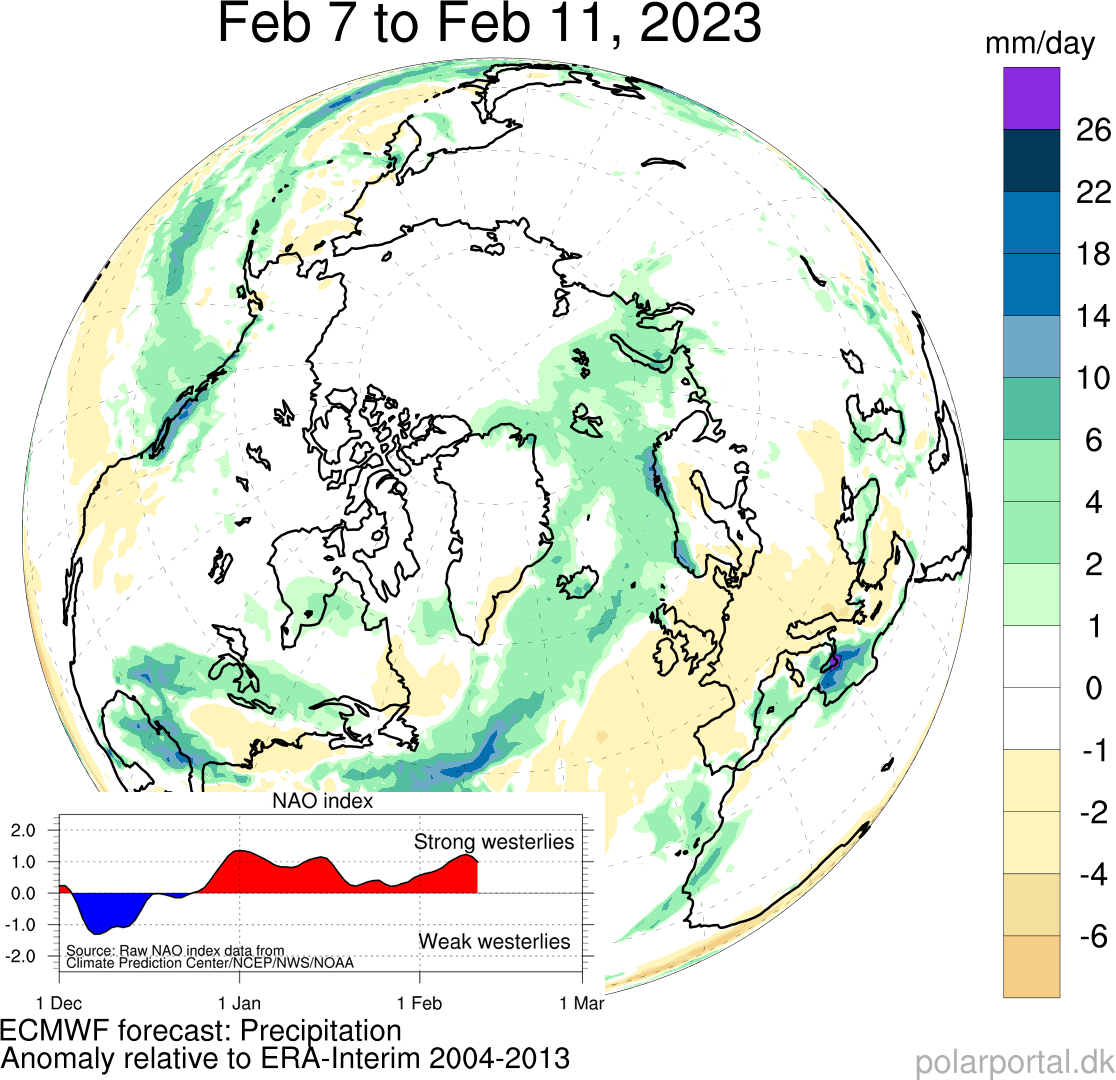 Feb 7 to Feb 11, 2023
mm/day
26
22
18
14
10
6
4
2
1
0
-1
-2
-4
-6
NAO index
2.0
Strong westerlies
1.0
0.0
-1.0
Weak westerlies
-2.0
Source: Raw NAO index data from
Climate Prediction Center/NCEP/NWS/NOAA
1 Dec 1 Jan 1 Feb 1 Mar
ECMWF forecast: Precipitation
Anomaly relative to ERA-Interim 2004-2013
polarportal.dk